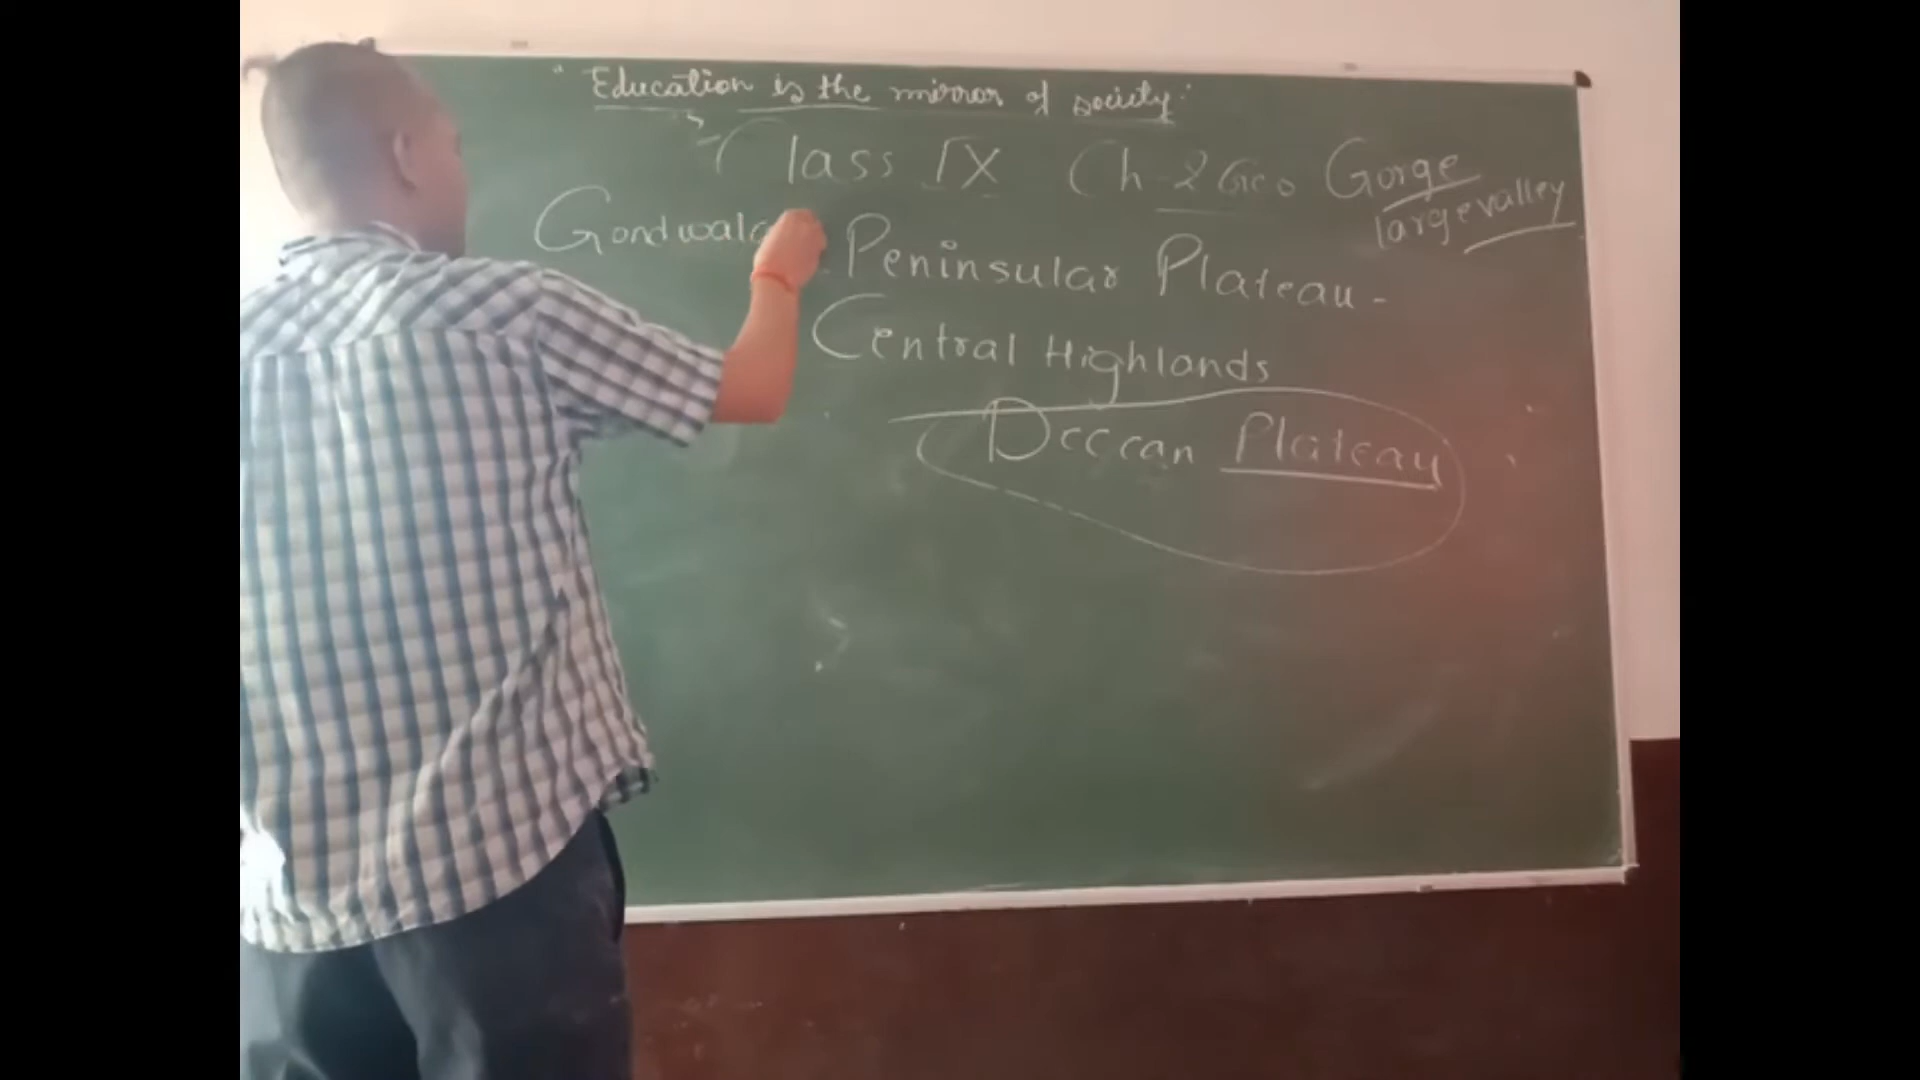 "Education is the mirror of society"
Class IX Ch-2 Geo
Gorge
large valley
Gondwala
Peninsular Plateau -
Central Highlands
Deccan Plateau